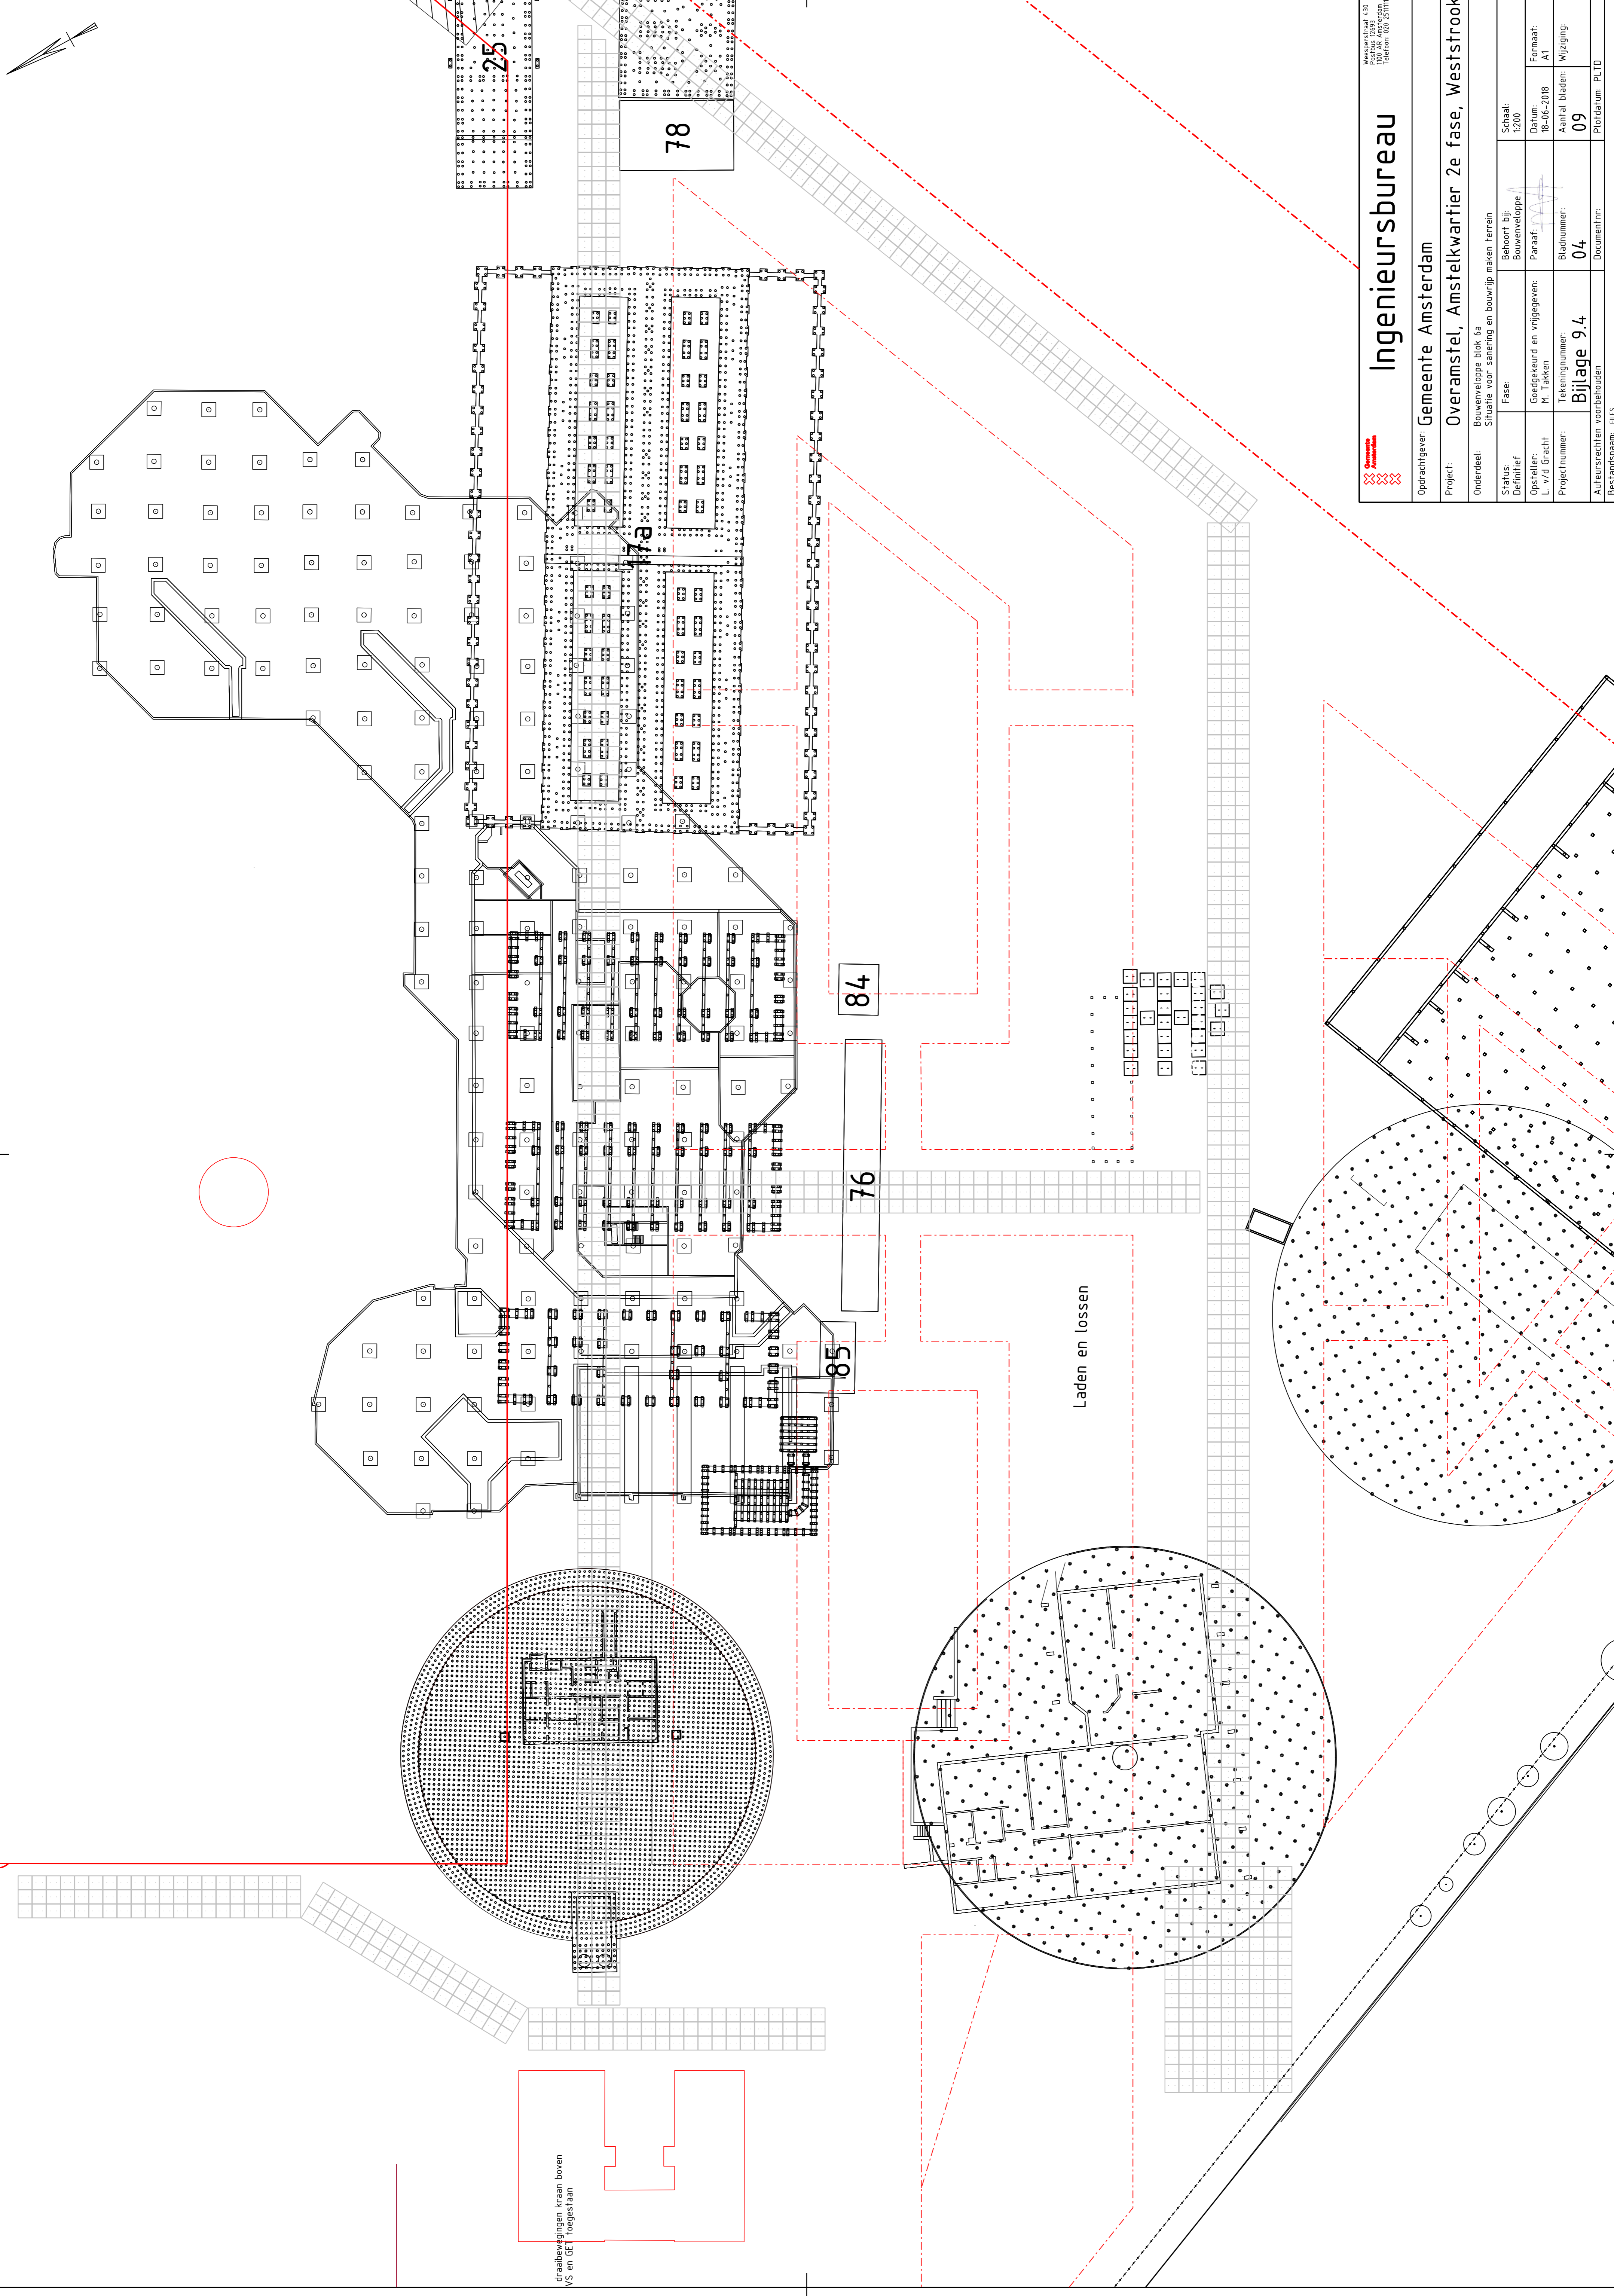 25
78
17a
84
76
85
Laden en lossen
draaibewegingen kraan boven
VS en GET toegestaan
Gemeente
Amsterdam
Ingenieursbureau
Weesperstraat 430
Postbus 12693
1100 AR Amsterdam
Opdrachtgever: Gemeente Amsterdam
Project: Overamstel, Amstelkwartier 2e fase, Weststrook
Onderdeel: Bouwenveloppe blok 6a
Situatie voor sanering en bouwrijp maken terrein
Status: Fase: Behoort bij: Schaal:
Definitief Bouwenveloppe 1:200
Opsteller: Goedgekeurd en vrijgegeven: Paraaf: Datum: Formaat:
L. v/d Gracht M. Takken 18-06-2018 A1
Projectnummer: Tekeningnummer: Bladnummer: Aantal bladen: Wijziging:
Bijlage 9.4 04 09
Auteursrechten voorbehouden Documentnr: Plotdatum: PLTD
Bestandsnaam: